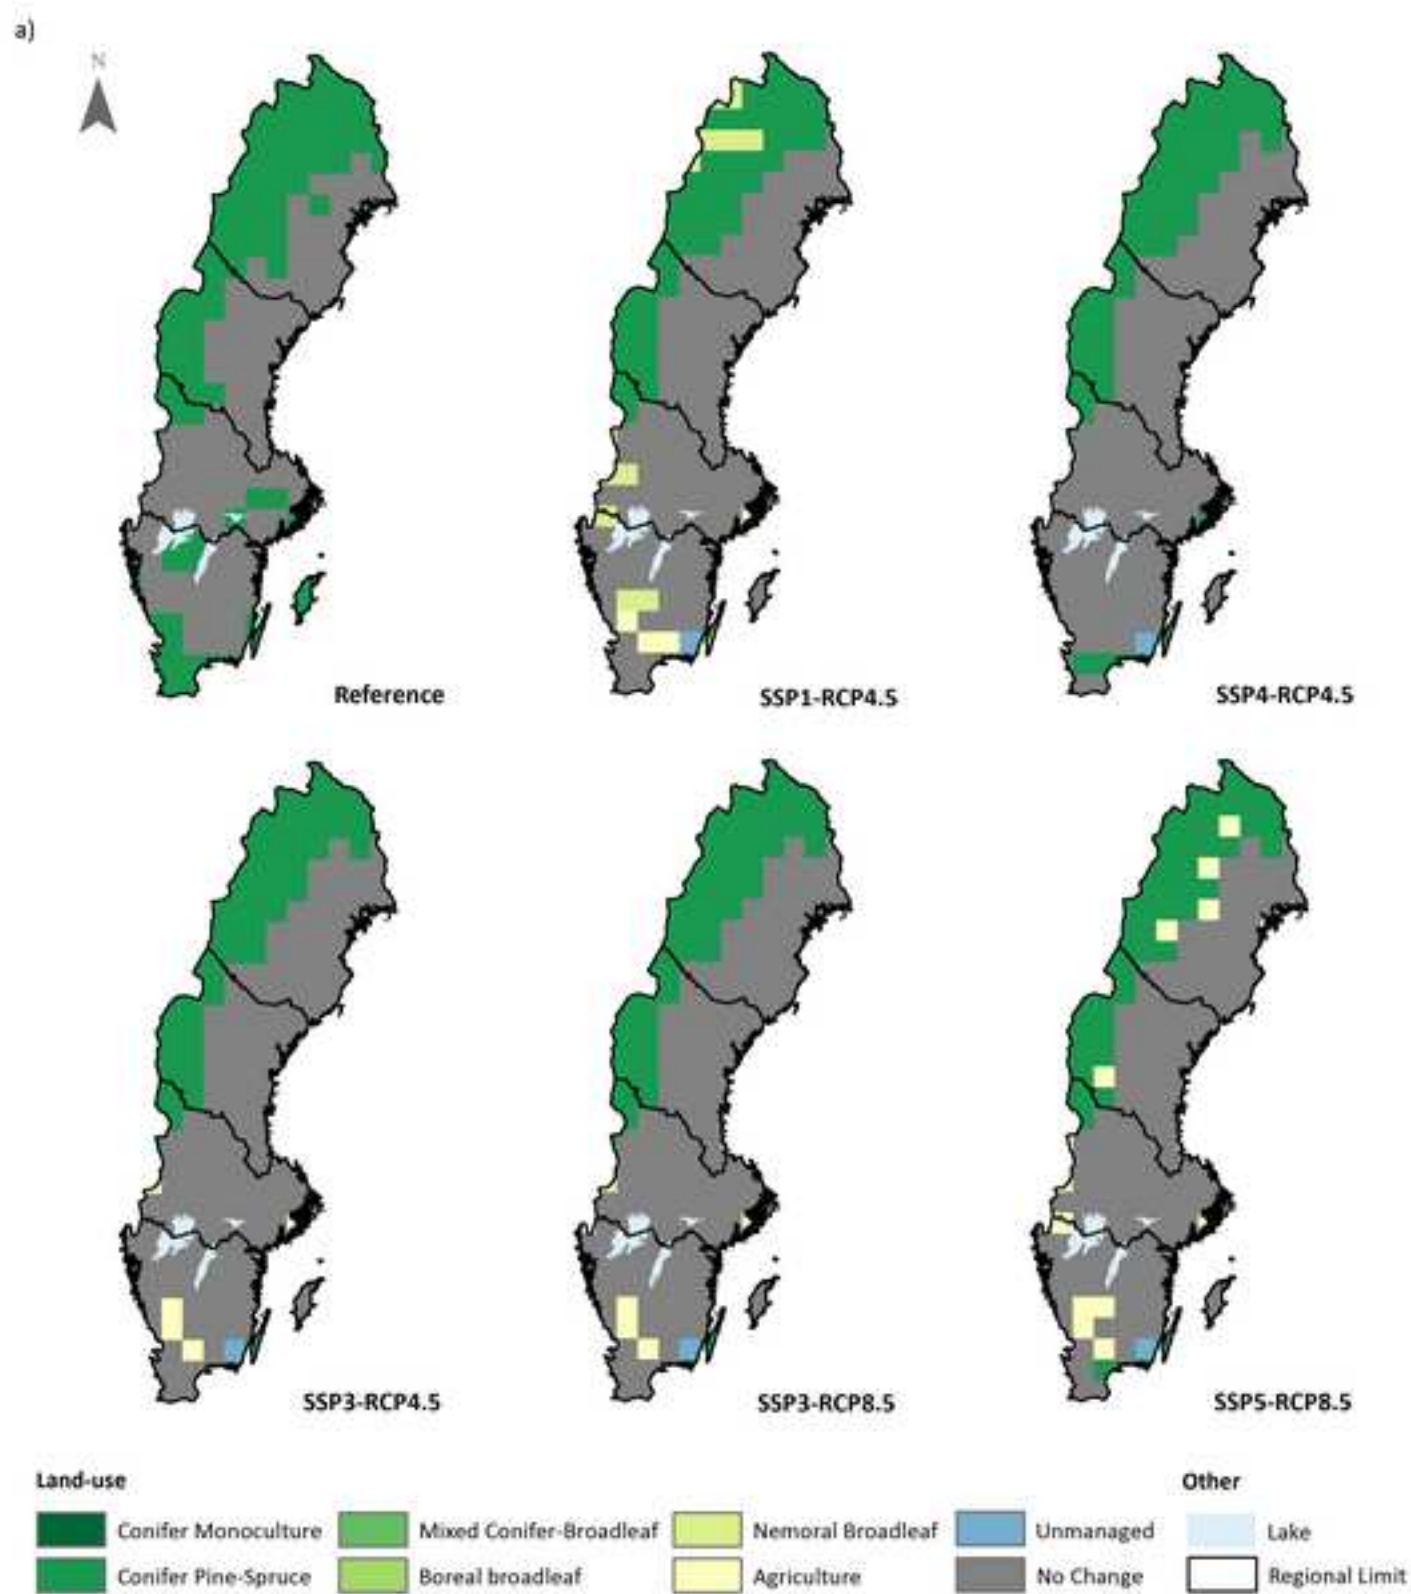 a)
N
Reference
SSP1-RCP4.5
SSP4-RCP4.5
SSP3-RCP4.5
SSP3-RCP8.5
SSP5-RCP8.5
Land-use
Other
Conifer Monoculture
Mixed Conifer-Broadleaf
Nemoral Broadleaf
Unmanaged
Lake
Conifer Pine-Spruce
Boreal broadleaf
Agriculture
No Change
Regional Limit